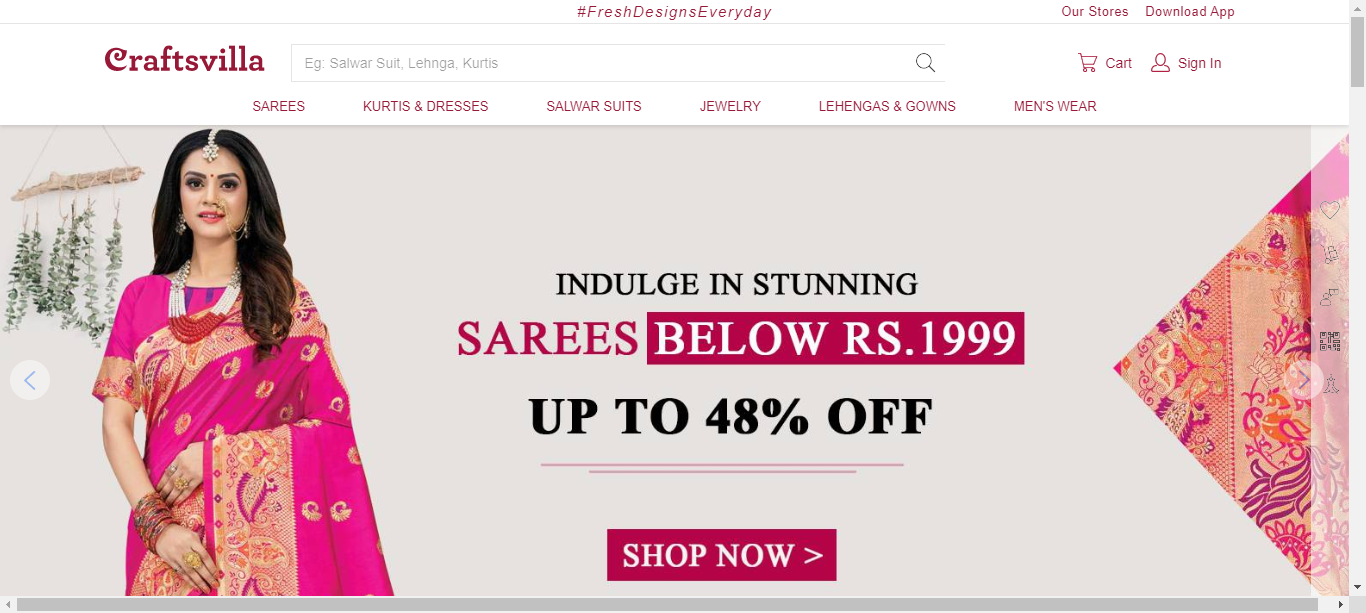 #FreshDesignsEveryday
Our Stores Download App
Craftsvilla
Eg: Salwar Suit, Lehnga, Kurtis
Cart Sign In
SAREES KURTIS & DRESSES SALWAR SUITS JEWELRY LEHENGAS & GOWNS MEN'S WEAR
INDULGE IN STUNNING
SAREES BELOW RS.1999
UP TO 48% OFF
SHOP NOW >